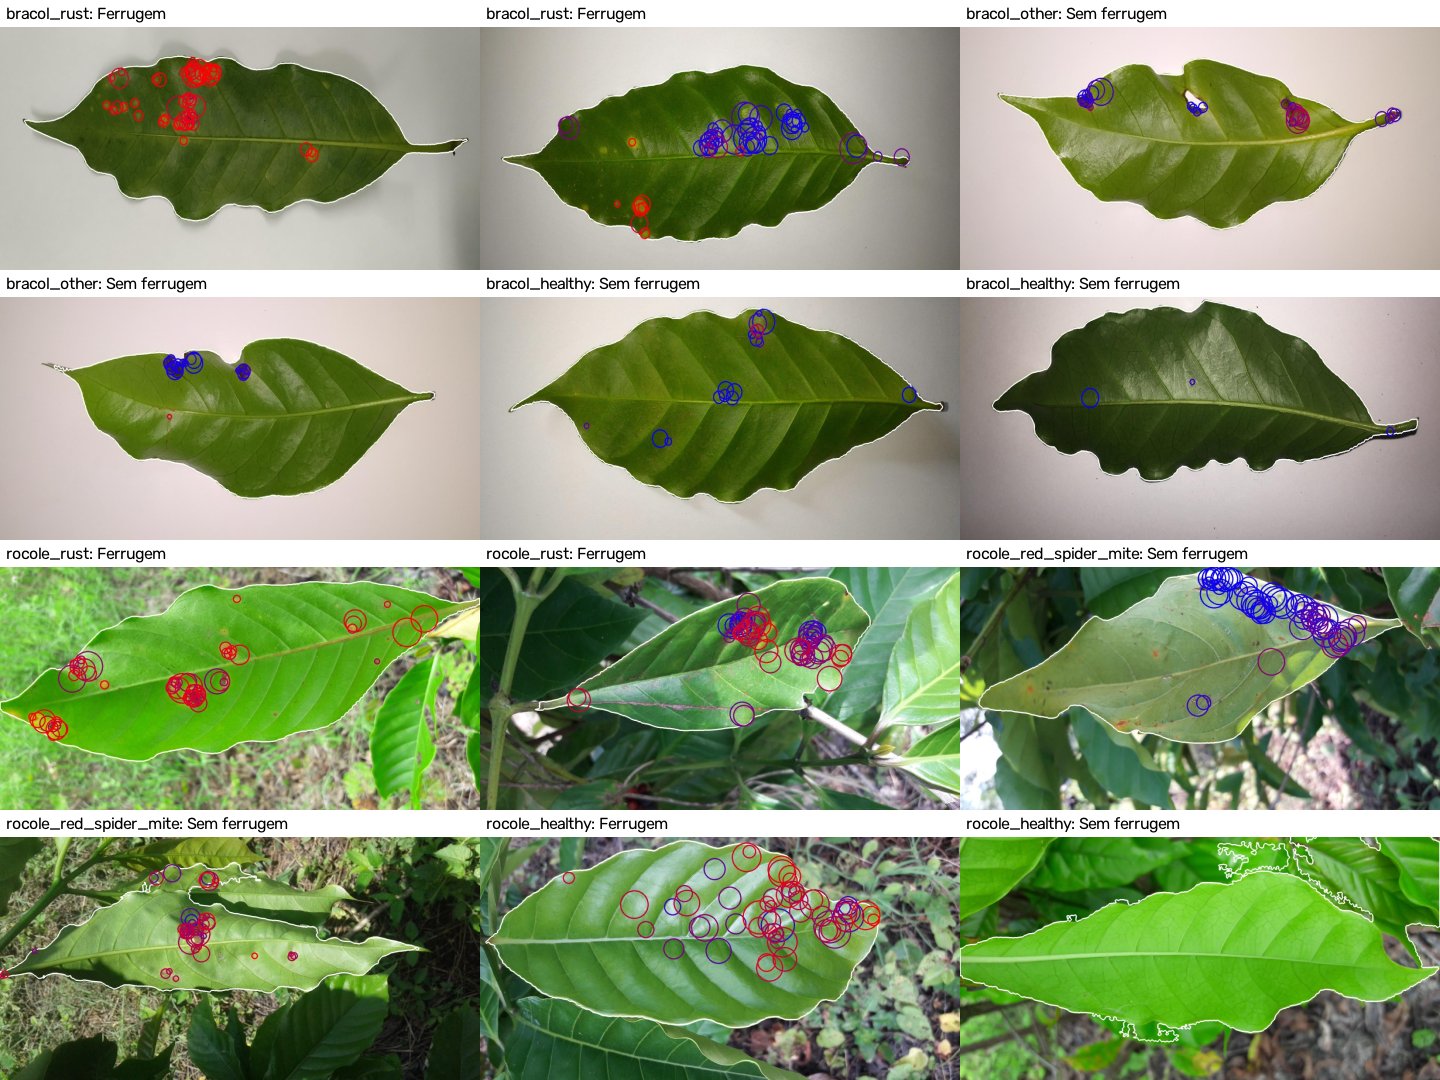 bracol_rust: Ferrugem
bracol_rust: Ferrugem
bracol_other: Sem ferrugem
bracol_other: Sem ferrugem
bracol_healthy: Sem ferrugem
bracol_healthy: Sem ferrugem
rocole_rust: Ferrugem
rocole_rust: Ferrugem
rocole_red_spider_mite: Sem ferrugem
rocole_red_spider_mite: Sem ferrugem
rocole_healthy: Ferrugem
rocole_healthy: Sem ferrugem